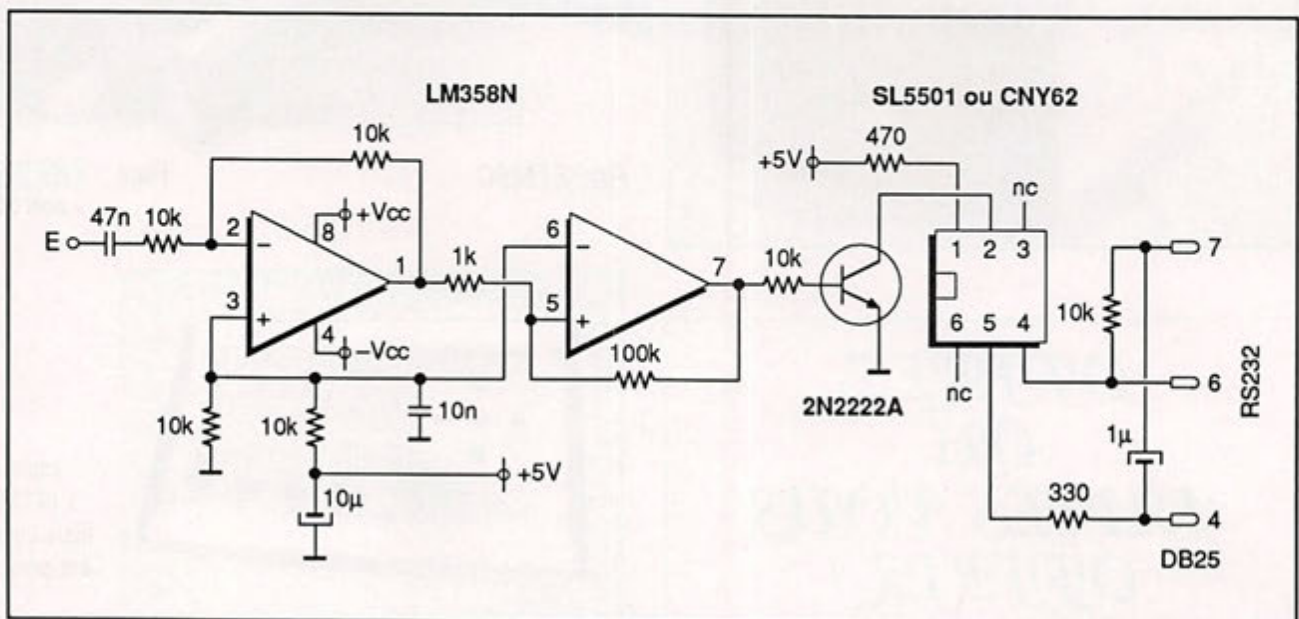 LM358N
SL5501 ou CNY62
10k
470
+5V
nc
47n
10k
E
2
−
8
+Vcc
1
1k
6
−
7
10k
1
2
3
7
3
+
4
−Vcc
5
+
100k
6
5
4
10k
nc
6
RS232
2N2222A
10k
10k
10n
+5V
10µ
1µ
330
4
DB25